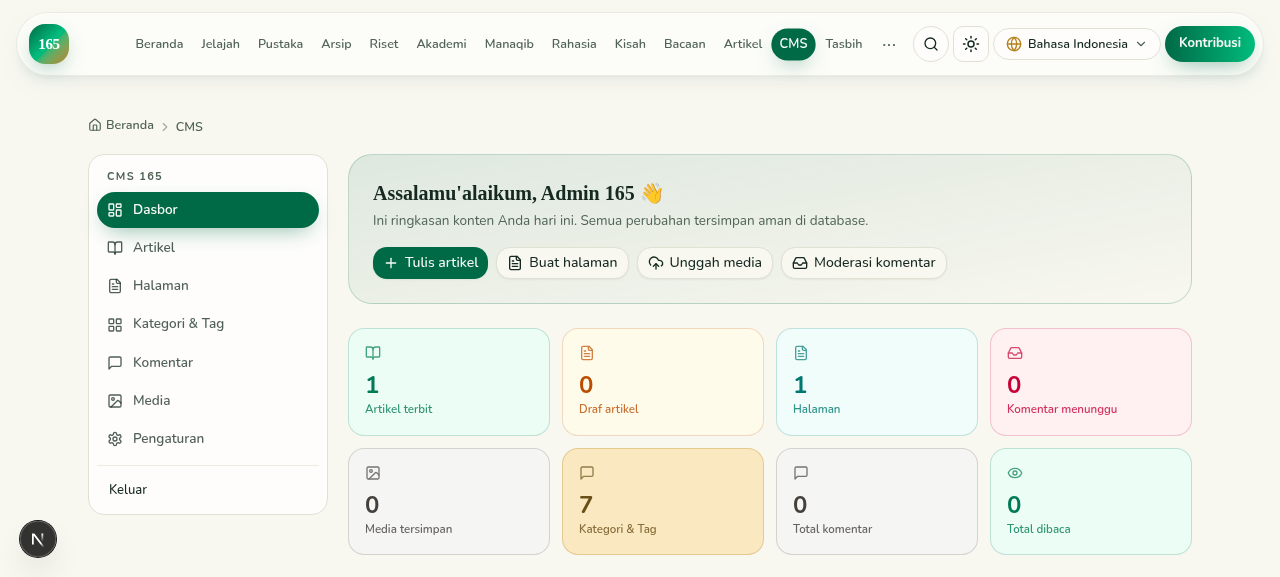 165
Beranda Jelajah Pustaka Arsip Riset Akademi Manaqib Rahasia Kisah Bacaan Artikel CMS Tasbih ... Bahasa Indonesia Kontribusi
Beranda > CMS
CMS 165
Dasbor
Artikel
Halaman
Kategori & Tag
Komentar
Media
Pengaturan
Keluar
Assalamu'alaikum, Admin 165 👋
Ini ringkasan konten Anda hari ini. Semua perubahan tersimpan aman di database.
+ Tulis artikel Buat halaman Unggah media Moderasi komentar
1
Artikel terbit
0
Draf artikel
1
Halaman
0
Komentar menunggu
0
Media tersimpan
7
Kategori & Tag
0
Total komentar
0
Total dibaca
N